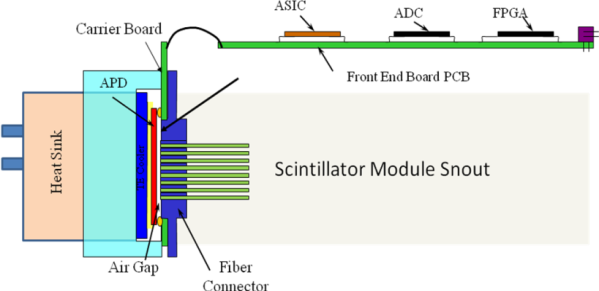 ASIC
ADC
FPGA
Carrier Board
Front End Board PCB
APD
Heat Sink
Scintillator Module Snout
Air Gap
Fiber
Connector